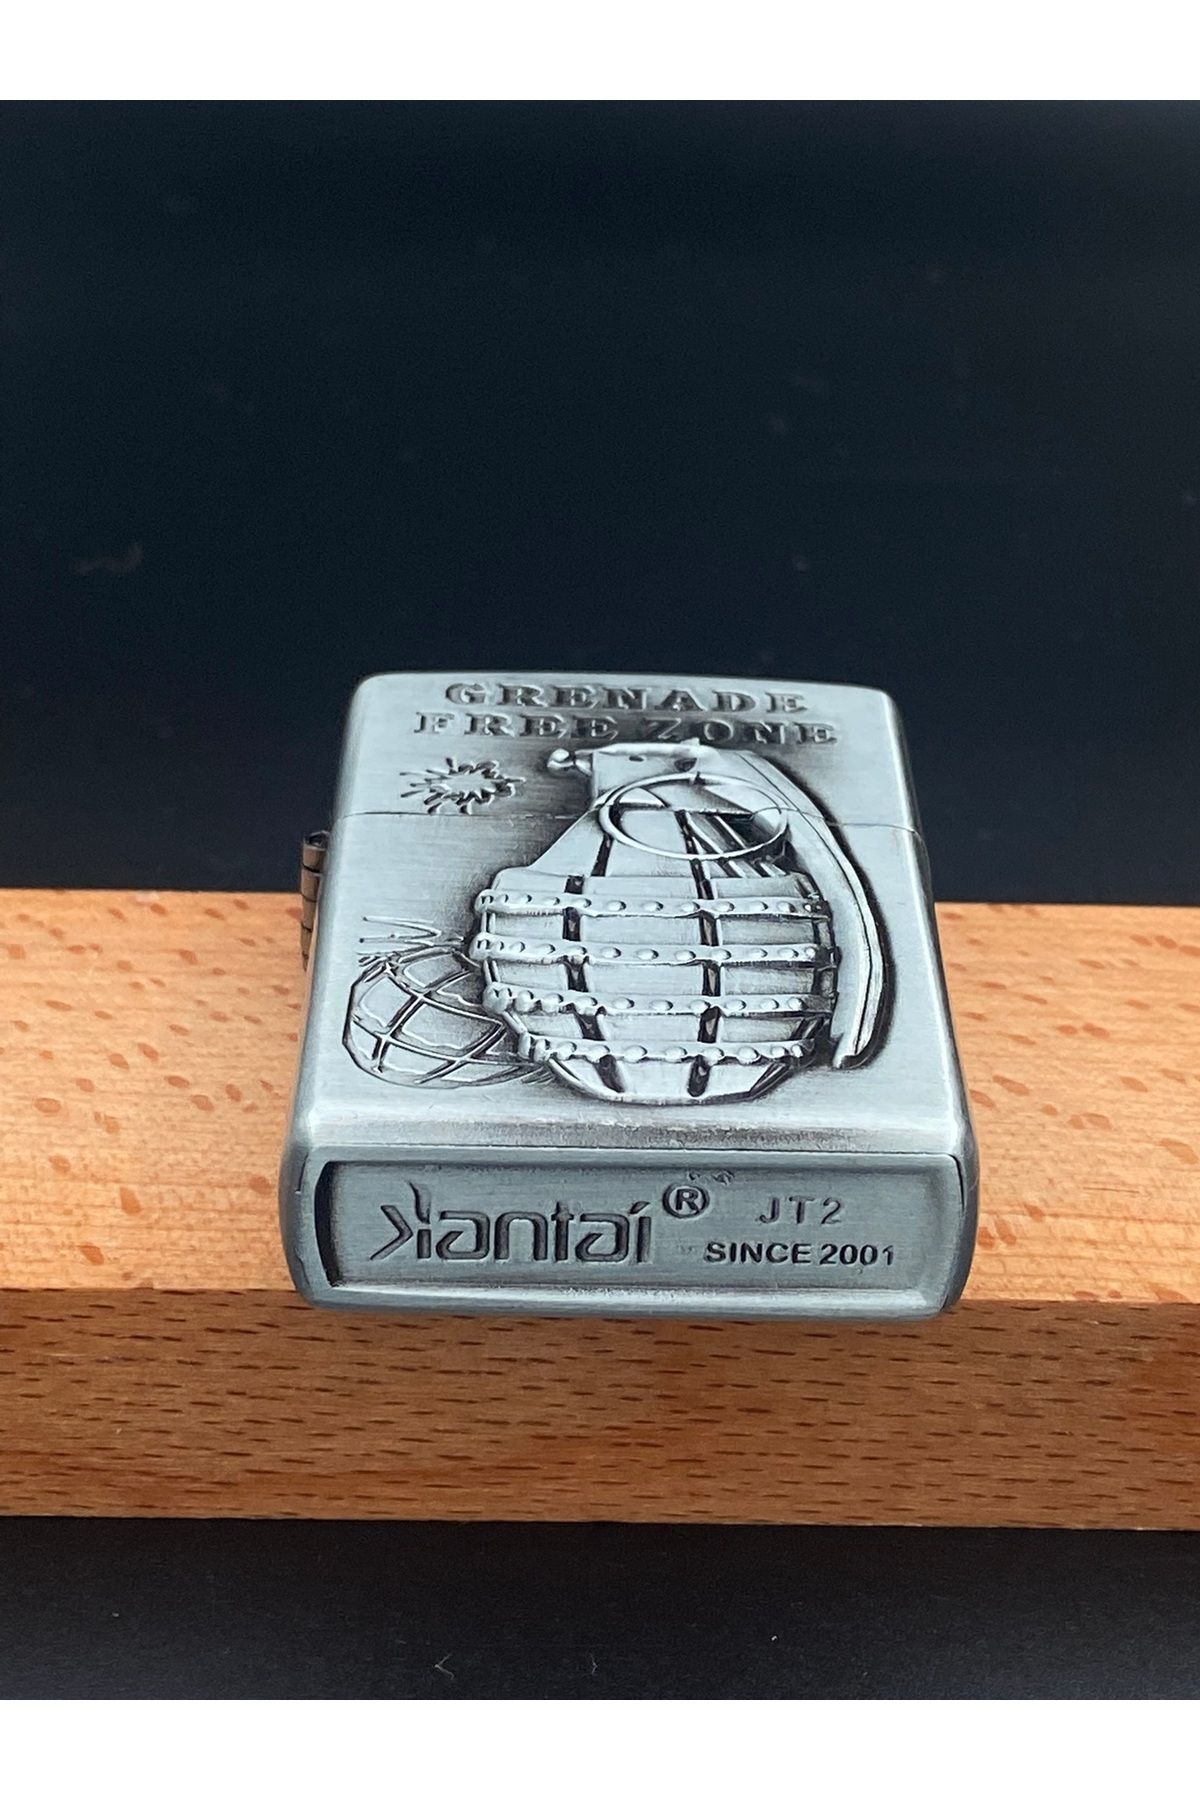 GRENADE
FREE ZONE
Kantai® JT2
SINCE 2001